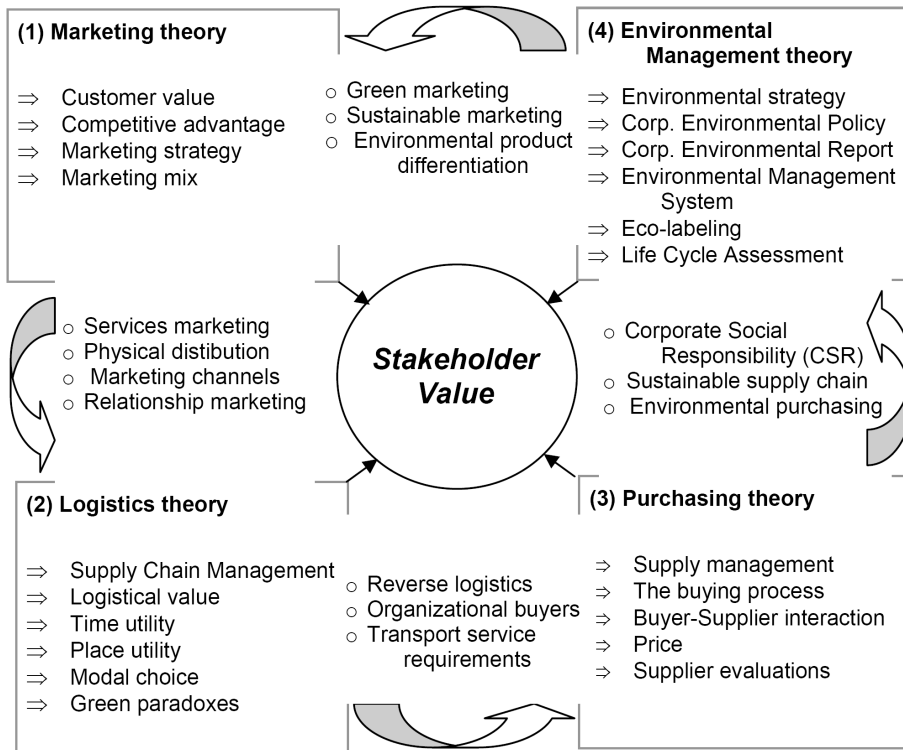 (1) Marketing theory
⇒ Customer value
⇒ Competitive advantage
⇒ Marketing strategy
⇒ Marketing mix
○ Green marketing
○ Sustainable marketing
○ Environmental product
differentiation
(4) Environmental
Management theory
⇒ Environmental strategy
⇒ Corp. Environmental Policy
⇒ Corp. Environmental Report
⇒ Environmental Management
System
⇒ Eco-labeling
⇒ Life Cycle Assessment
○ Services marketing
○ Physical distibution
○ Marketing channels
○ Relationship marketing
Stakeholder
Value
○ Corporate Social
Responsibility (CSR)
○ Sustainable supply chain
○ Environmental purchasing
(2) Logistics theory
⇒ Supply Chain Management
⇒ Logistical value
⇒ Time utility
⇒ Place utility
⇒ Modal choice
⇒ Green paradoxes
○ Reverse logistics
○ Organizational buyers
○ Transport service
requirements
(3) Purchasing theory
⇒ Supply management
⇒ The buying process
⇒ Buyer-Supplier interaction
⇒ Price
⇒ Supplier evaluations